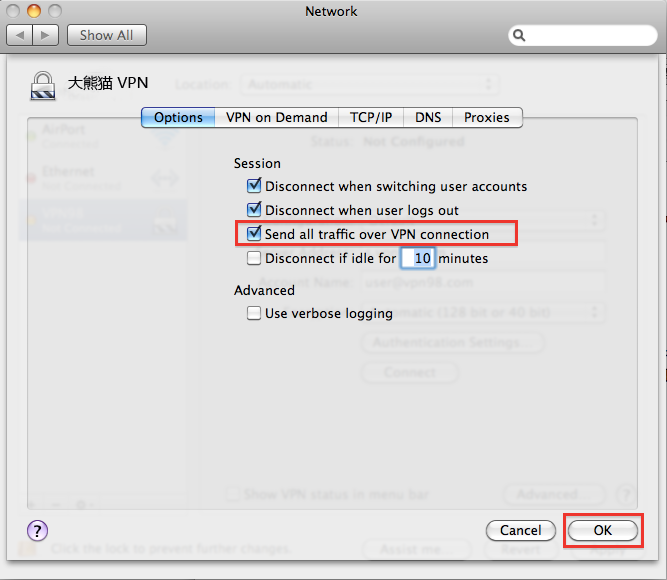 Network
Show All
大熊猫 VPN
Location: Automatic
Options VPN on Demand TCP/IP DNS Proxies
AirPort
Connected
Status: Not Configured
Ethernet
Not Connected
Session
Disconnect when switching user accounts
Disconnect when user logs out
Send all traffic over VPN connection
Disconnect if idle for 10 minutes
Account Name: user@vpn98.com
Advanced
Use verbose logging
(128 bit or 40 bit)
Authentication Settings...
Connect
Show VPN status in menu bar Advanced... ?
? Cancel OK
Click the lock to prevent further changes. Assist me... Revert Apply